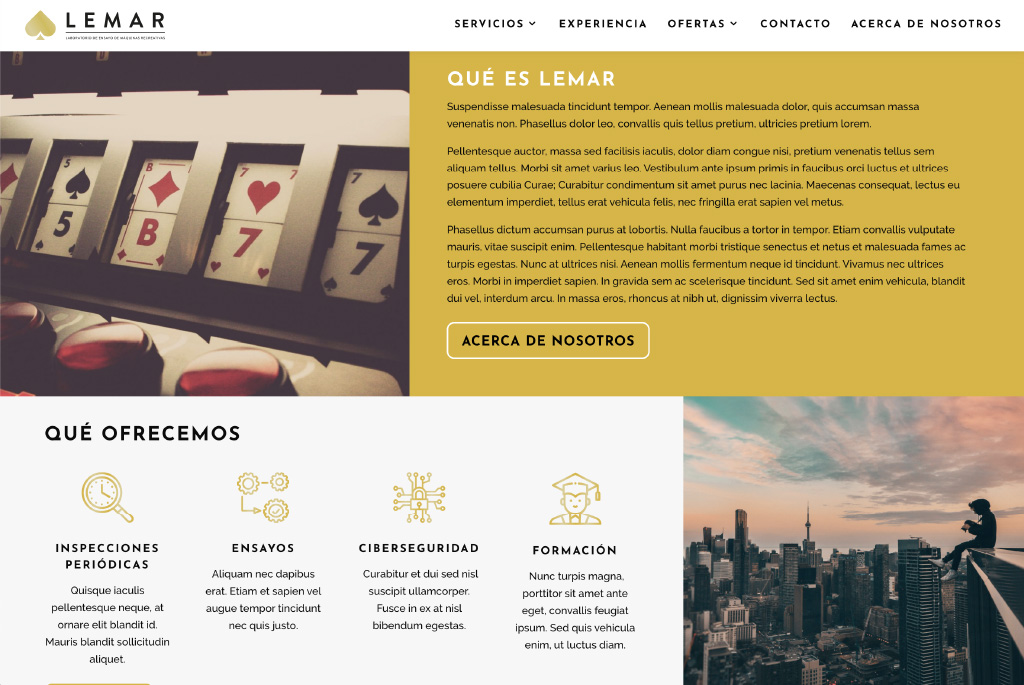 LEMAR
LABORATORIO DE ENSAYO DE MÁQUINAS RECREATIVAS
SERVICIOS
EXPERIENCIA
OFERTAS
CONTACTO
ACERCA DE NOSOTROS
5
5
B
B
7
7
7
7
7
QUÉ ES LEMAR
Suspendisse malesuada tincidunt tempor. Aenean mollis malesuada dolor, quis accumsan massa
venenatis non. Phasellus dolor leo, convallis quis tellus pretium, ultricies pretium lorem.
Pellentesque auctor, massa sed facilisis iaculis, dolor diam congue nisi, pretium venenatis tellus sem
aliquam tellus. Morbi sit amet varius leo. Vestibulum ante ipsum primis in faucibus orci luctus et ultrices
posuere cubilia Curae; Curabitur condimentum sit amet purus nec lacinia. Maecenas consequat, lectus eu
elementum imperdiet, tellus erat vehicula felis, nec fringilla erat sapien vel metus.
Phasellus dictum accumsan purus at lobortis. Nulla faucibus a tortor in tempor. Etiam convallis vulputate
mauris, vitae suscipit enim. Pellentesque habitant morbi tristique senectus et netus et malesuada fames ac
turpis egestas. Nunc at ultrices nisi. Aenean mollis fermentum neque id tincidunt. Vivamus nec ultrices
eros. Morbi in imperdiet sapien. In gravida sem ac scelerisque tincidunt. Sed sit amet enim vehicula, blandit
dui vel, interdum arcu. In massa eros, rhoncus at nibh ut, dignissim viverra lectus.
ACERCA DE NOSOTROS
QUÉ OFRECEMOS
INSPECCIONES
PERIÓDICAS
Quisque iaculis
pellentesque neque, at
ornare elit blandit id.
Mauris blandit sollicitudin
aliquet.
ENSAYOS
Aliquam nec dapibus
erat. Etiam et sapien vel
augue tempor tincidunt
nec quis justo.
CIBERSEGURIDAD
Curabitur et dui sed nisl
suscipit ullamcorper.
Fusce in ex at nisl
bibendum egestas.
FORMACIÓN
Nunc turpis magna,
porttitor sit amet ante
eget, convallis feugiat
ipsum. Sed quis vehicula
enim, ut luctus diam.